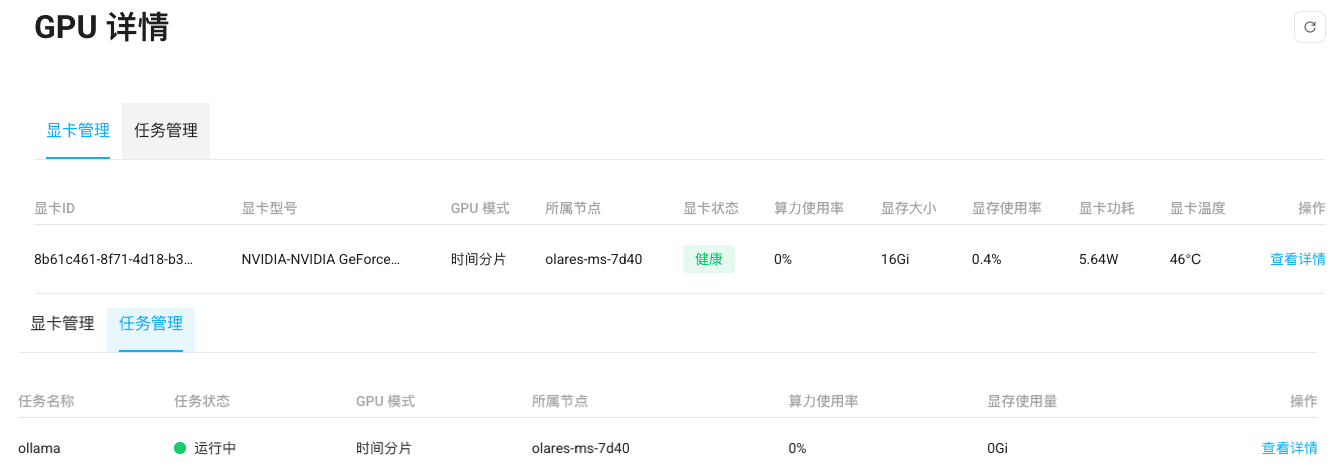 GPU 详情
显卡管理 任务管理
显卡ID 显卡型号 GPU 模式 所属节点 显卡状态 算力使用率 显存大小 显存使用率 显卡功耗 显卡温度 操作
8b61c461-8f71-4d18-b3... NVIDIA-NVIDIA GeForce... 时间分片 olares-ms-7d40 健康 0% 16Gi 0.4% 5.64W 46°C 查看详情
显卡管理 任务管理
任务名称 任务状态 GPU 模式 所属节点 算力使用率 显存使用量 操作
ollama 运行中 时间分片 olares-ms-7d40 0% 0Gi 查看详情